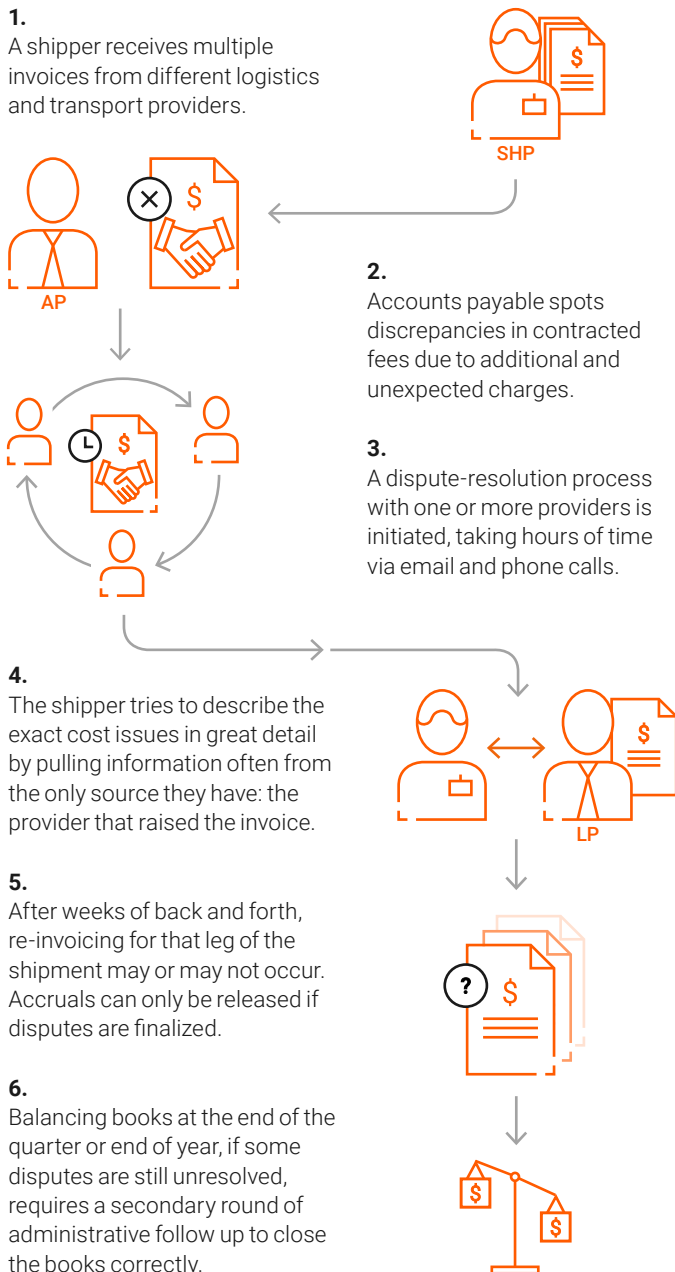 1.
A shipper receives multiple
invoices from different logistics
and transport providers.
$
SHP
$
AP
2.
Accounts payable spots
discrepancies in contracted
fees due to additional and
unexpected charges.
$
3.
A dispute-resolution process
with one or more providers is
initiated, taking hours of time
via email and phone calls.
4.
The shipper tries to describe the
exact cost issues in great detail
by pulling information often from
the only source they have: the
provider that raised the invoice.
$
LP
5.
After weeks of back and forth,
re-invoicing for that leg of the
shipment may or may not occur.
Accruals can only be released if
disputes are finalized.
? $
6.
Balancing books at the end of the
quarter or end of year, if some
disputes are still unresolved,
requires a secondary round of
administrative follow up to close
the books correctly.
$
$